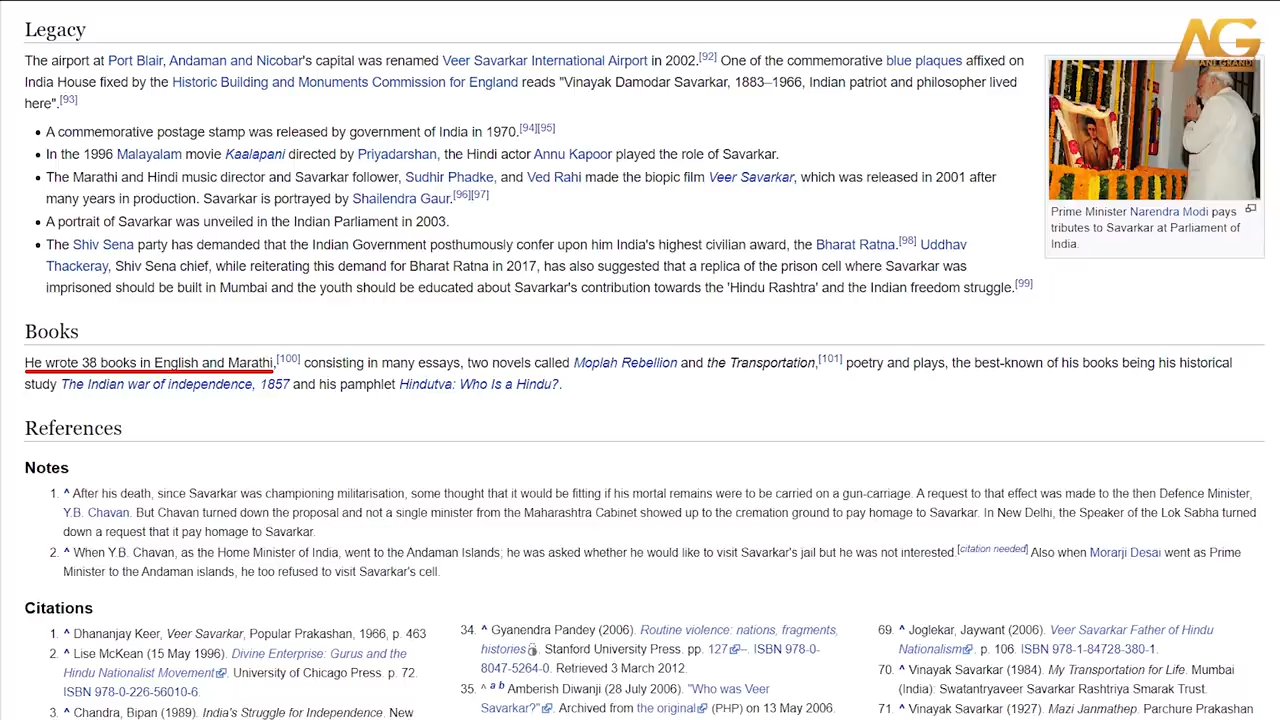 AG
Legacy
The airport at Port Blair, Andaman and Nicobar's capital was renamed Veer Savarkar International Airport in 2002.[92] One of the commemorative blue plaques affixed on
India House fixed by the Historic Building and Monuments Commission for England reads "Vinayak Damodar Savarkar, 1883–1966, Indian patriot and philosopher lived
here".[93]
• A commemorative postage stamp was released by government of India in 1970.[94][95]
• In the 1996 Malayalam movie Kaalapani directed by Priyadarshan, the Hindi actor Annu Kapoor played the role of Savarkar.
• The Marathi and Hindi music director and Savarkar follower, Sudhir Phadke, and Ved Rahi made the biopic film Veer Savarkar, which was released in 2001 after
many years in production. Savarkar is portrayed by Shailendra Gaur.[96][97]
• A portrait of Savarkar was unveiled in the Indian Parliament in 2003.
• The Shiv Sena party has demanded that the Indian Government posthumously confer upon him India's highest civilian award, the Bharat Ratna.[98] Uddhav
Thackeray, Shiv Sena chief, while reiterating this demand for Bharat Ratna in 2017, has also suggested that a replica of the prison cell where Savarkar was
imprisoned should be built in Mumbai and the youth should be educated about Savarkar's contribution towards the 'Hindu Rashtra' and the Indian freedom struggle.[99]
Prime Minister Narendra Modi pays
tributes to Savarkar at Parliament of
India.
Books
He wrote 38 books in English and Marathi,[100] consisting in many essays, two novels called Moplah Rebellion and the Transportation,[101] poetry and plays, the best-known of his books being his historical
study The Indian war of independence, 1857 and his pamphlet Hindutva: Who Is a Hindu?.
References
Notes
1. ^ After his death, since Savarkar was championing militarisation, some thought that it would be fitting if his mortal remains were to be carried on a gun-carriage. A request to that effect was made to the then Defence Minister,
Y.B. Chavan. But Chavan turned down the proposal and not a single minister from the Maharashtra Cabinet showed up to the cremation ground to pay homage to Savarkar. In New Delhi, the Speaker of the Lok Sabha turned
down a request that it pay homage to Savarkar.
2. ^ When Y.B. Chavan, as the Home Minister of India, went to the Andaman Islands; he was asked whether he would like to visit Savarkar's jail but he was not interested.[citation needed] Also when Morarji Desai went as Prime
Minister to the Andaman islands, he too refused to visit Savarkar's cell.
Citations
1. ^ Dhananjay Keer, Veer Savarkar, Popular Prakashan, 1966, p. 463
2. ^ Lise McKean (15 May 1996). Divine Enterprise: Gurus and the
Hindu Nationalist Movement. University of Chicago Press. p. 72.
ISBN 978-0-226-56010-6.
3. ^ Chandra, Bipan (1989). India's Struggle for Independence. New
34. ^ Gyanendra Pandey (2006). Routine violence: nations, fragments,
histories. Stanford University Press. pp. 127–. ISBN 978-0-
8047-5264-0. Retrieved 3 March 2012.
35. ^ a b Amberish Diwanji (28 July 2006). "Who was Veer
Savarkar?". Archived from the original (PHP) on 13 May 2006.
69. ^ Joglekar, Jaywant (2006). Veer Savarkar Father of Hindu
Nationalism. p. 106. ISBN 978-1-84728-380-1.
70. ^ Vinayak Savarkar (1984). My Transportation for Life. Mumbai
(India): Swatantryaveer Savarkar Rashtriya Smarak Trust.
71. ^ Vinayak Savarkar (1927). Mazi Janmathep. Parchure Prakashan